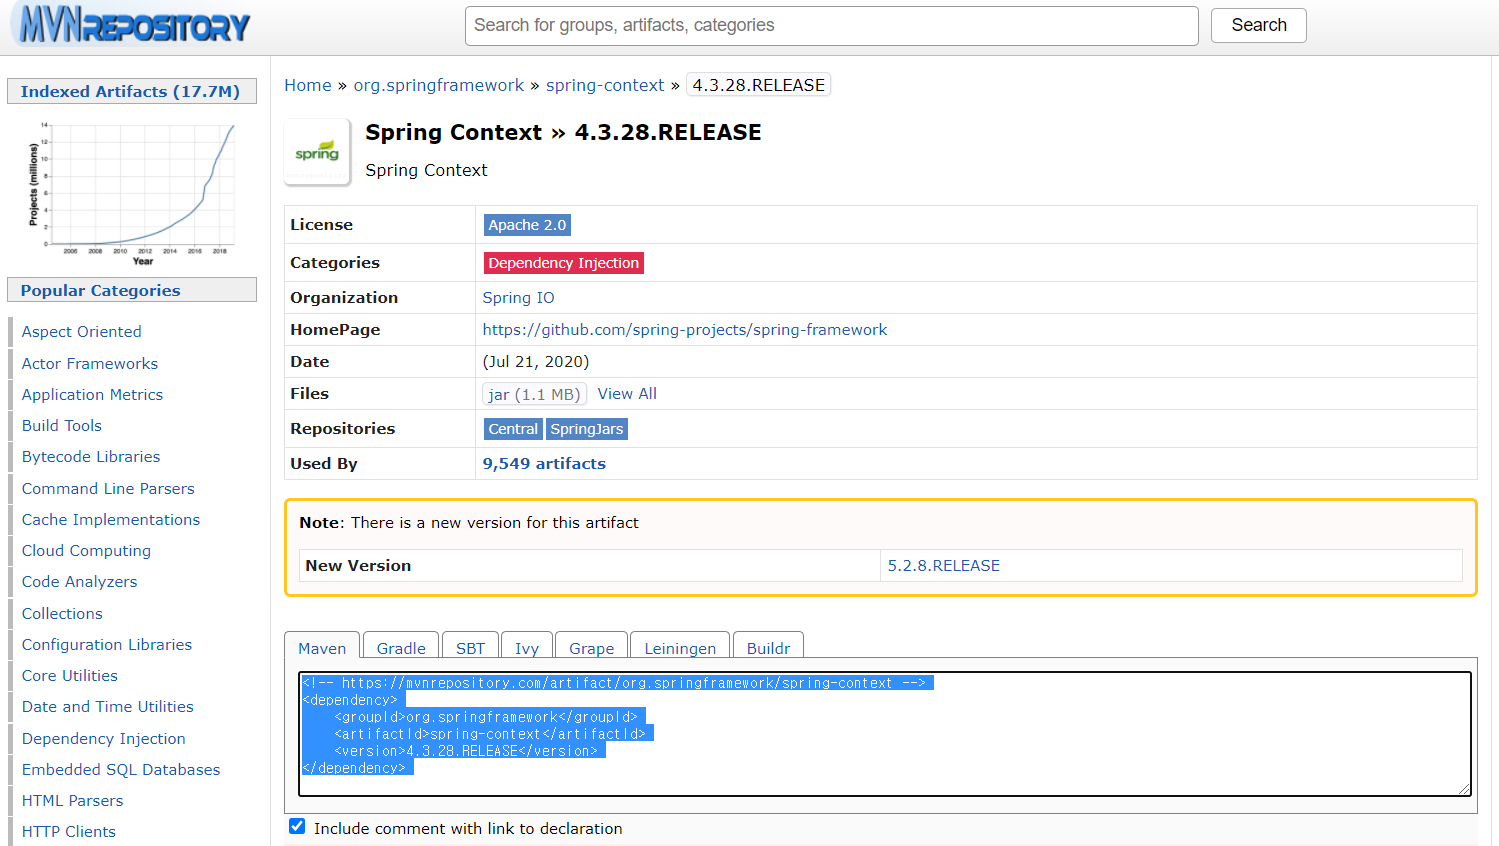 MVNREPOSITORY
Search for groups, artifacts, categories
Search
Indexed Artifacts (17.7M)
Projects (millions)
14
12
10
8
6
4
2
0
2006 2008 2010 2012 2014 2016 2018
Year
Popular Categories
Aspect Oriented
Actor Frameworks
Application Metrics
Build Tools
Bytecode Libraries
Command Line Parsers
Cache Implementations
Cloud Computing
Code Analyzers
Collections
Configuration Libraries
Core Utilities
Date and Time Utilities
Dependency Injection
Embedded SQL Databases
HTML Parsers
HTTP Clients
Home » org.springframework » spring-context » 4.3.28.RELEASE
spring
Spring Context » 4.3.28.RELEASE
Spring Context
License Apache 2.0
Categories Dependency Injection
Organization Spring IO
HomePage https://github.com/spring-projects/spring-framework
Date (Jul 21, 2020)
Files jar (1.1 MB) View All
Repositories Central SpringJars
Used By 9,549 artifacts
Note: There is a new version for this artifact
New Version 5.2.8.RELEASE
Maven Gradle SBT Ivy Grape Leiningen Buildr
<!-- https://mvnrepository.com/artifact/org.springframework/spring-context -->
<dependency>
    <groupId>org.springframework</groupId>
    <artifactId>spring-context</artifactId>
    <version>4.3.28.RELEASE</version>
</dependency>
Include comment with link to declaration